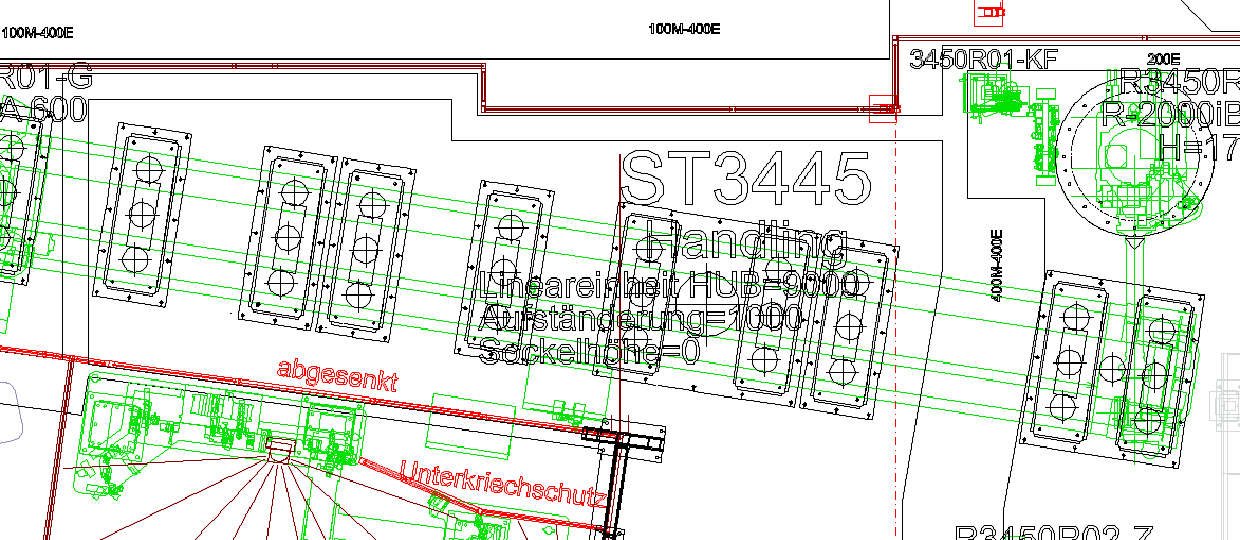 100M-400E
100M-400E
3450R01-KF
200E
R01-G
A 600
R3450R
R-2000iB
H=17
ST3445
Handling
Lineareinheit HUB=9000
Aufständerung=1000
Sockelhöhe=0
400M-400E
abgesenkt
Unterkriechschutz
R3450R02-Z